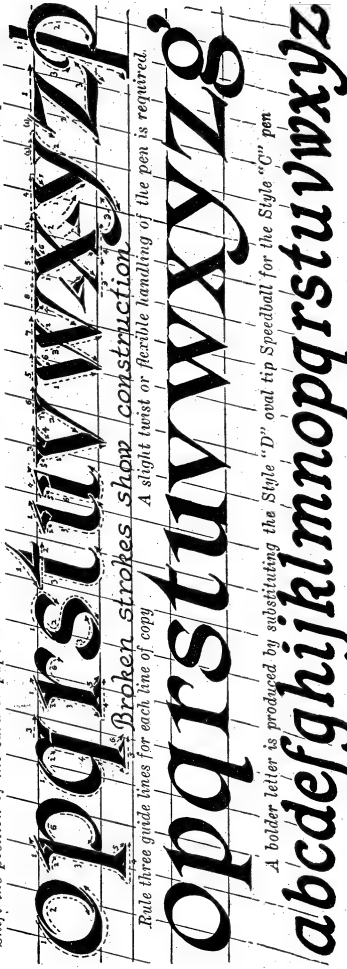 opqrstuvwxyzp
Broken strokes show construction
Rule three guide lines for each line of copy A slight twist or flexible handling of the pen is required.
opqrstuvwxyzg
A bolder letter is produced by substituting the Style "D" oval tip Speedball for the Style "C" pen
abcdefghijklmnopqrstuvwxyz